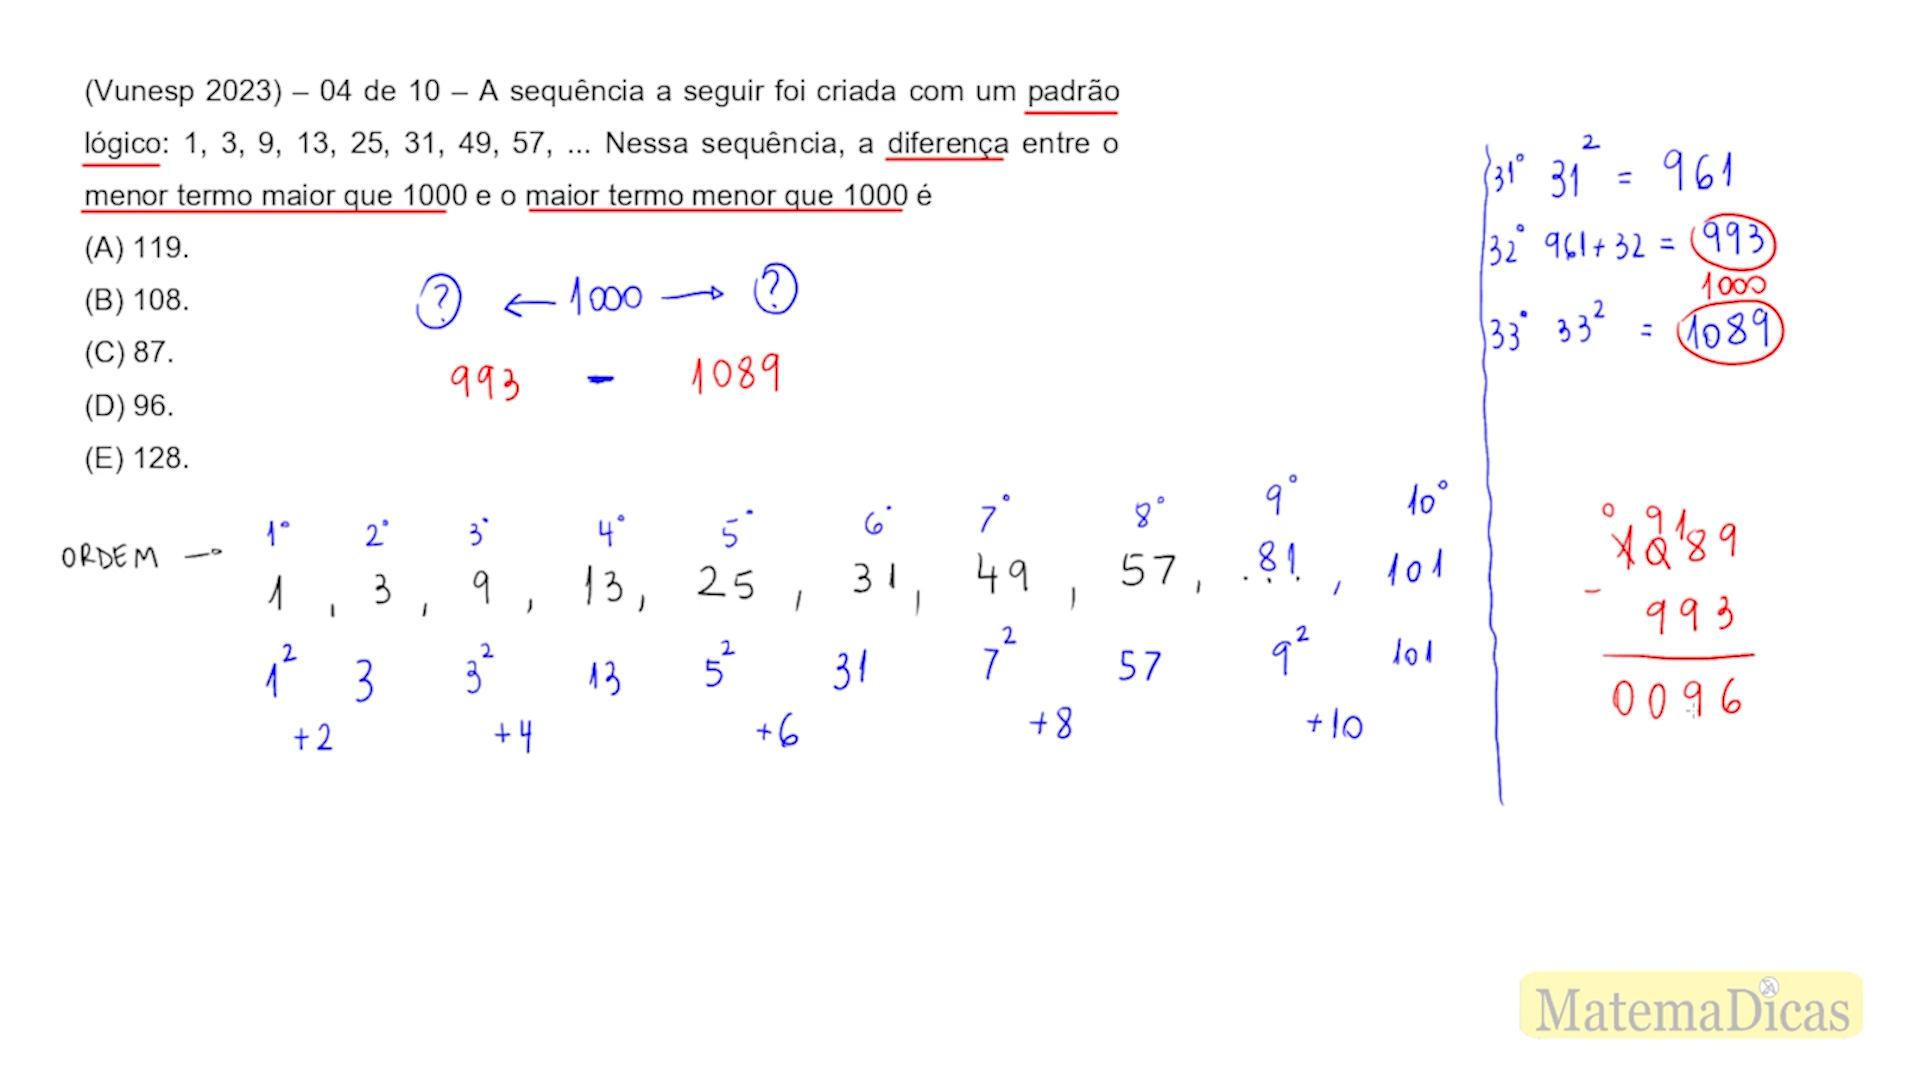 (Vunesp 2023) – 04 de 10 – A sequência a seguir foi criada com um padrão
lógico: 1, 3, 9, 13, 25, 31, 49, 57, ... Nessa sequência, a diferença entre o
menor termo maior que 1000 e o maior termo menor que 1000 é
(A) 119.
(B) 108.
(C) 87.
(D) 96.
(E) 128.
? ← 1000 → ?
993 - 1089
31° 31² = 961
32° 961+32 = 993
1000
33° 33² = 1089
ORDEM → 1° 2° 3° 4° 5° 6° 7° 8° 9° 10°
1 , 3 , 9 , 13 , 25 , 31 , 49 , 57 , ... 81 , 101
1² 3 3² 13 5² 31 7² 57 9² 101
+2 +4 +6 +8 +10
0 9 1
1089
- 993
0096
MatemaDicas